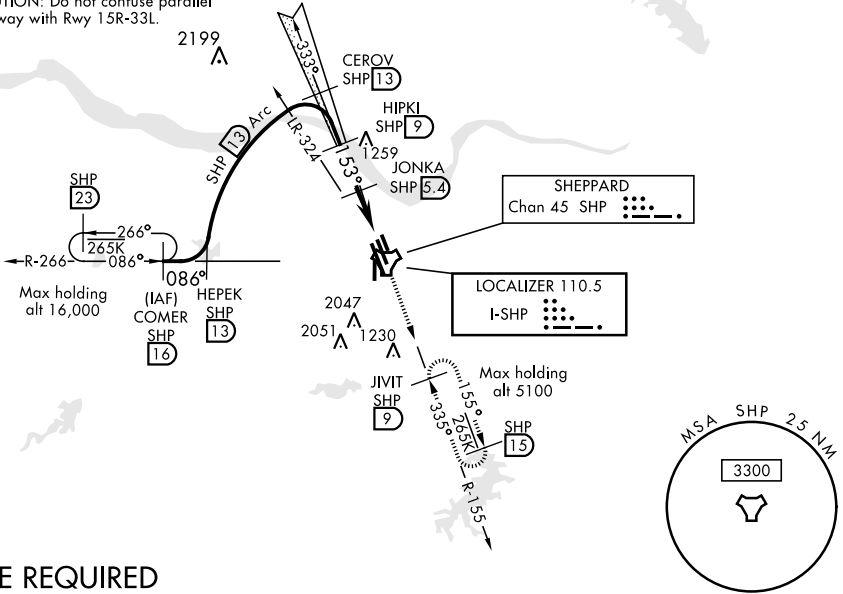 TION: Do not confuse parallel
way with Rwy 15R-33L.
2199
333°
CEROV
SHP 13
HIPKI
SHP 9
SHP 13 Arc
LR-324
1259
153°
JONKA
SHP 5.4
SHP
23
266°
265K
R-266
086°
086°
Max holding
alt 16,000
(IAF)
COMER
SHP
16
HEPEK
SHP
13
SHEPPARD
Chan 45 SHP
LOCALIZER 110.5
I-SHP
2047
2051
1230
JIVIT
SHP
9
Max holding
alt 5100
155°
265K
335°
SHP
15
R-155
MSA SHP 25 NM
3300
E REQUIRED